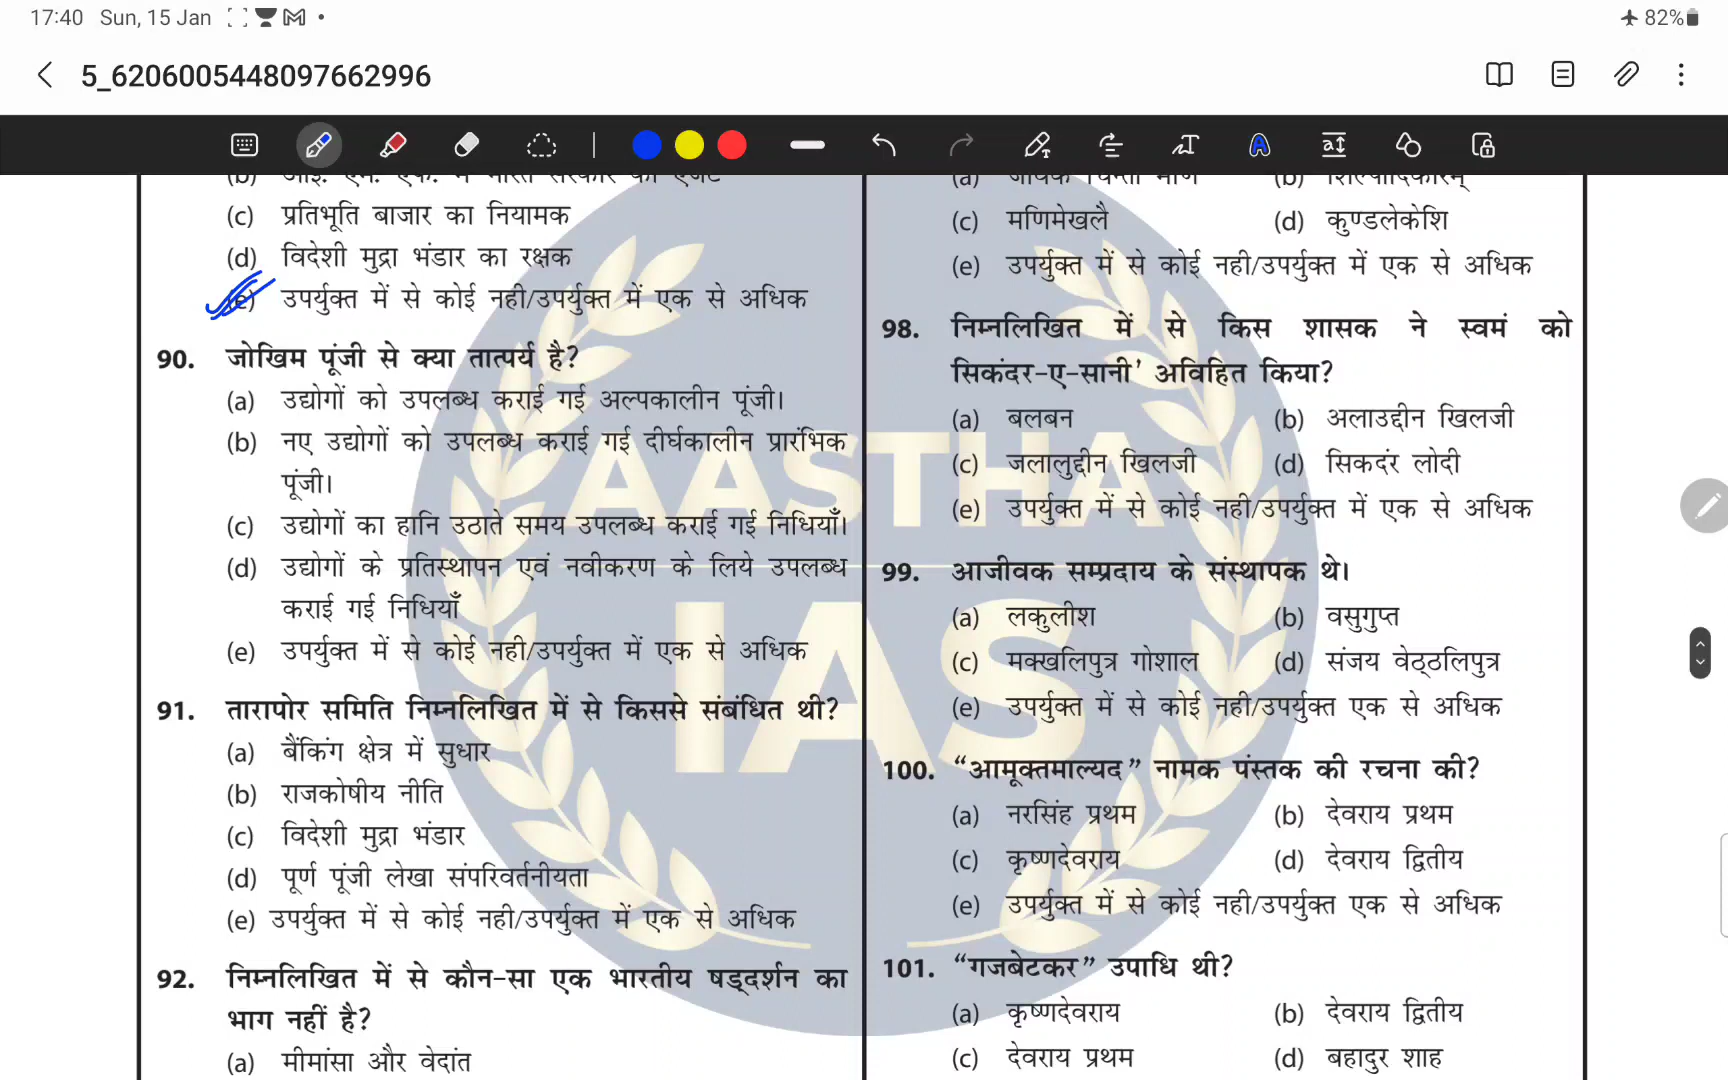 17:40 Sun, 15 Jan
82%
5_6206005448097662996
(c) प्रतिभूति बाजार का नियामक
(d) विदेशी मुद्रा भंडार का रक्षक
(e) उपर्युक्त में से कोई नही/उपर्युक्त में एक से अधिक
90. जोखिम पूंजी से क्या तात्पर्य है?
(a) उद्योगों को उपलब्ध कराई गई अल्पकालीन पूंजी।
(b) नए उद्योगों को उपलब्ध कराई गई दीर्घकालीन प्रारंभिक
पूंजी।
(c) उद्योगों का हानि उठाते समय उपलब्ध कराई गई निधियाँ।
(d) उद्योगों के प्रतिस्थापन एवं नवीकरण के लिये उपलब्ध
कराई गई निधियाँ
(e) उपर्युक्त में से कोई नही/उपर्युक्त में एक से अधिक
91. तारापोर समिति निम्नलिखित में से किससे संबंधित थी?
(a) बैंकिंग क्षेत्र में सुधार
(b) राजकोषीय नीति
(c) विदेशी मुद्रा भंडार
(d) पूर्ण पूंजी लेखा संपरिवर्तनीयता
(e) उपर्युक्त में से कोई नही/उपर्युक्त में एक से अधिक
92. निम्नलिखित में से कौन-सा एक भारतीय षड्दर्शन का
भाग नहीं है?
(a) मीमांसा और वेदांत
(c) मणिमेखलै (d) कुण्डलेकेशि
(e) उपर्युक्त में से कोई नही/उपर्युक्त में एक से अधिक
98. निम्नलिखित में से किस शासक ने स्वमं को
सिकंदर-ए-सानी' अविहित किया?
(a) बलबन (b) अलाउद्दीन खिलजी
(c) जलालुद्दीन खिलजी (d) सिकदंर लोदी
(e) उपर्युक्त में से कोई नही/उपर्युक्त में एक से अधिक
99. आजीवक सम्प्रदाय के संस्थापक थे।
(a) लकुलीश (b) वसुगुप्त
(c) मक्खलिपुत्र गोशाल (d) संजय वेठ्ठलिपुत्र
(e) उपर्युक्त में से कोई नही/उपर्युक्त एक से अधिक
100. “आमूक्तमाल्यद” नामक पंस्तक की रचना की?
(a) नरसिंह प्रथम (b) देवराय प्रथम
(c) कृष्णदेवराय (d) देवराय द्वितीय
(e) उपर्युक्त में से कोई नही/उपर्युक्त एक से अधिक
101. “गजबेटकर” उपाधि थी?
(a) कृष्णदेवराय (b) देवराय द्वितीय
(c) देवराय प्रथम (d) बहादुर शाह
AASTHA
IAS